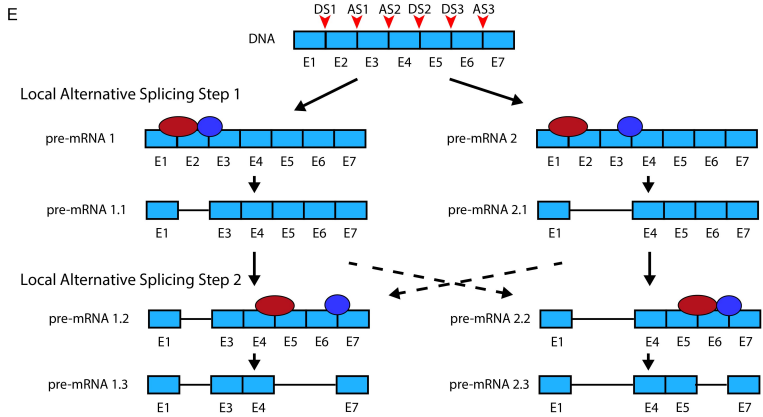 E
DS1 AS1 AS2 DS2 DS3 AS3
DNA
E1 E2 E3 E4 E5 E6 E7
Local Alternative Splicing Step 1
pre-mRNA 1
E1 E2 E3 E4 E5 E6 E7
pre-mRNA 2
E1 E2 E3 E4 E5 E6 E7
pre-mRNA 1.1
E1 E3 E4 E5 E6 E7
pre-mRNA 2.1
E1 E4 E5 E6 E7
Local Alternative Splicing Step 2
pre-mRNA 1.2
E1 E3 E4 E5 E6 E7
pre-mRNA 2.2
E1 E4 E5 E6 E7
pre-mRNA 1.3
E1 E3 E4 E7
pre-mRNA 2.3
E1 E4 E5 E7